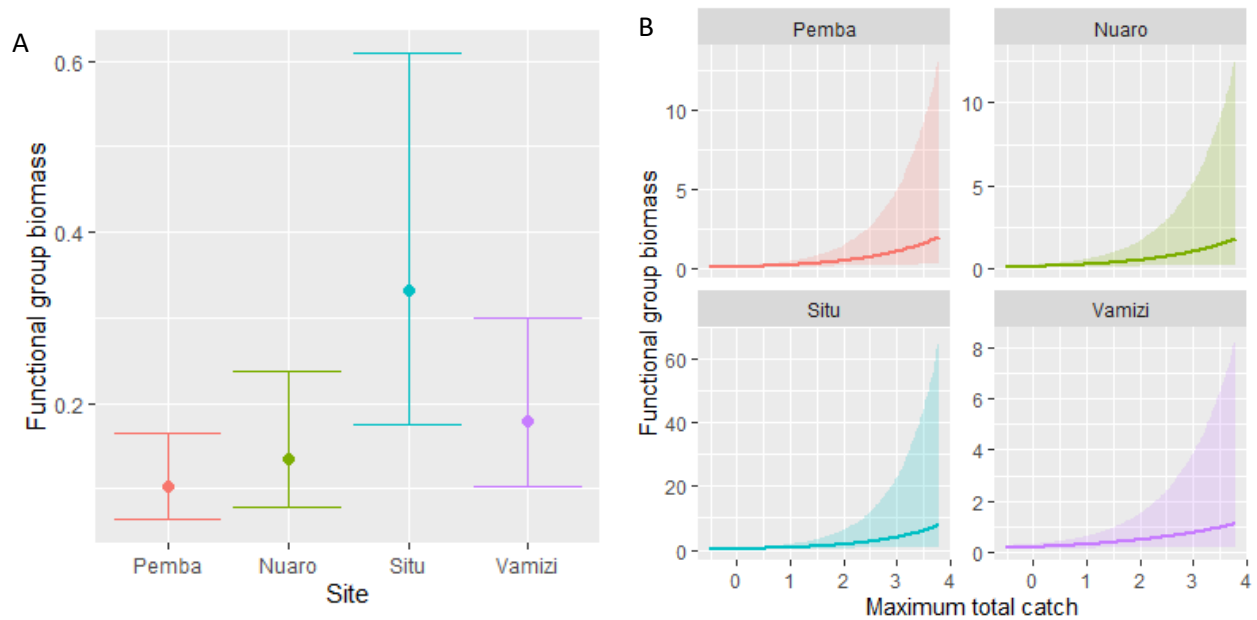 A
Functional group biomass
0.6
0.4
0.2
Pemba Nuaro Situ Vamizi
Site
B
Functional group biomass
Pemba Nuaro
10 10
5 5
0 0
Situ Vamizi
60 8
6
40
4
20 2
0 0
0 1 2 3 4 0 1 2 3 4
Maximum total catch